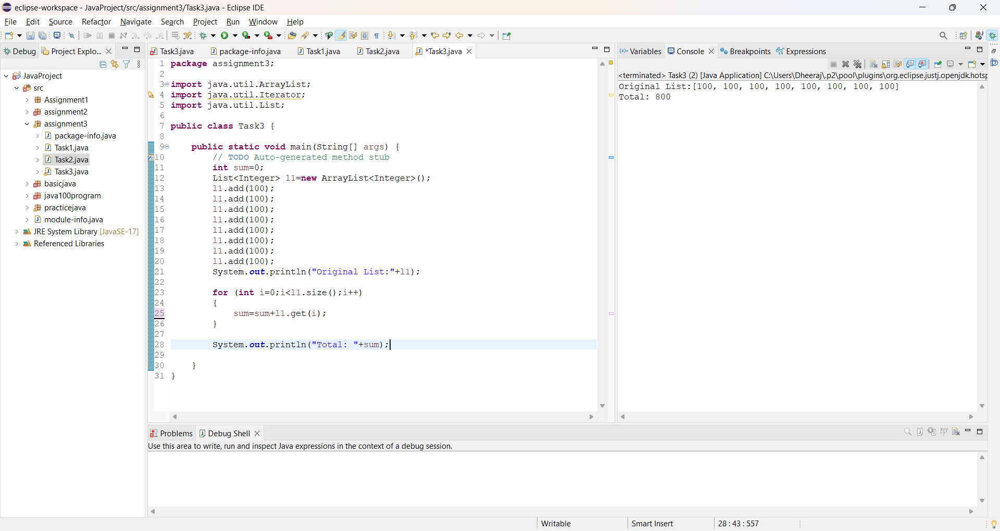 eclipse-workspace - JavaProject/src/assignment3/Task3.java - Eclipse IDE
File Edit Source Refactor Navigate Search Project Run Window Help
Debug Project Explo...
JavaProject
src
Assignment1
assignment2
assignment3
package-info.java
Task1.java
Task2.java
Task3.java
basicjava
java100program
practicejava
module-info.java
JRE System Library [JavaSE-17]
Referenced Libraries
Task3.java package-info.java Task1.java Task2.java *Task3.java
1 package assignment3;
2
3 import java.util.ArrayList;
4 import java.util.Iterator;
5 import java.util.List;
6
7 public class Task3 {
8
9 public static void main(String[] args) {
10 // TODO Auto-generated method stub
11 int sum=0;
12 List<Integer> l1=new ArrayList<Integer>();
13 l1.add(100);
14 l1.add(100);
15 l1.add(100);
16 l1.add(100);
17 l1.add(100);
18 l1.add(100);
19 l1.add(100);
20 l1.add(100);
21 System.out.println("Original List:"+l1);
22
23 for (int i=0;i<l1.size();i++)
24 {
25 sum=sum+l1.get(i);
26 }
27
28 System.out.println("Total: "+sum);
29
30 }
31 }
(x)= Variables Console Breakpoints Expressions
<terminated> Task3 (2) [Java Application] C:\Users\Dheeraj\.p2\pool\plugins\org.eclipse.justj.openjdk.hotsp
Original List:[100, 100, 100, 100, 100, 100, 100, 100]
Total: 800
Problems Debug Shell
Use this area to write, run and inspect Java expressions in the context of a debug session.
Writable Smart Insert 28 : 43 : 557